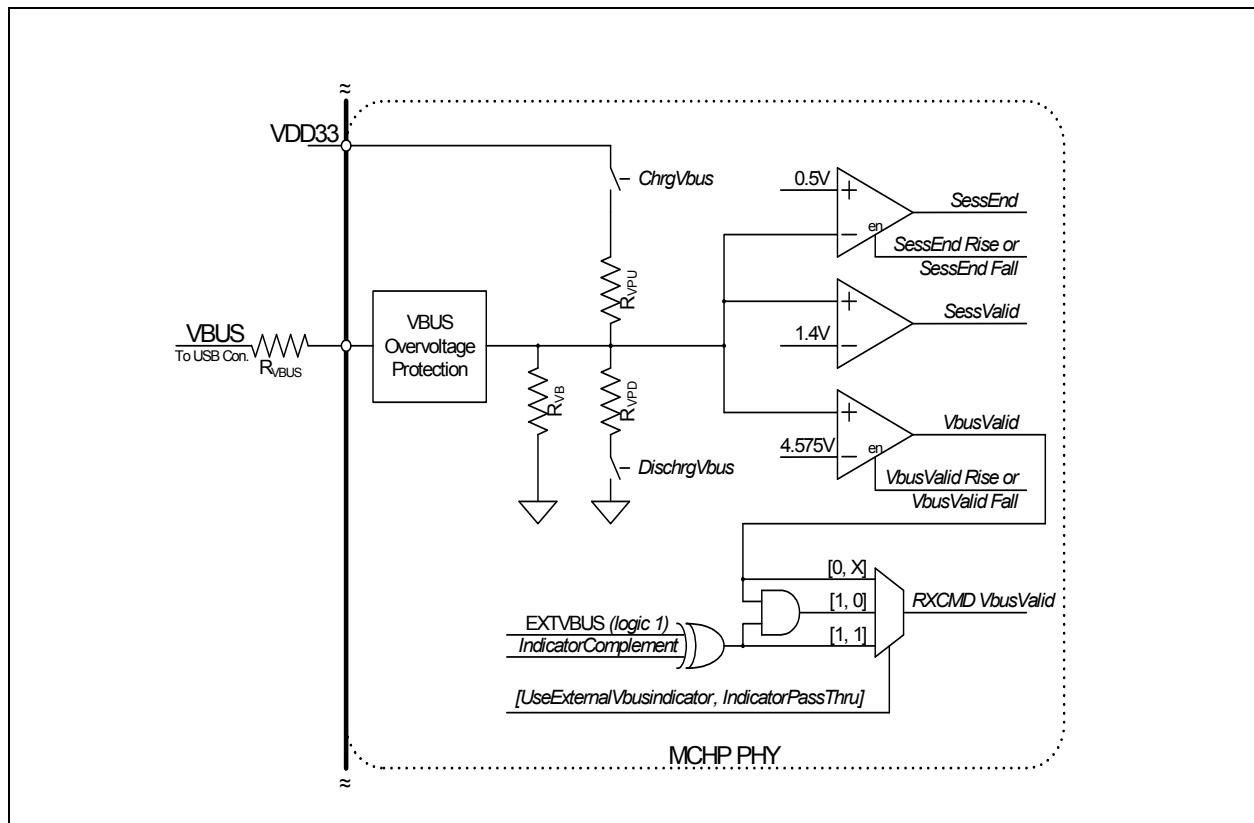 ≈
VDD33
ChrgVbus
0.5V
+
−
en
SessEnd
SessEnd Rise or
SessEnd Fall
RVPU
+
1.4V
−
SessValid
VBUS
To USB Con.
RVBUS
VBUS
Overvoltage
Protection
RVB
RVPD
DischrgVbus
+
4.575V
−
en
VbusValid
VbusValid Rise or
VbusValid Fall
[0, X]
[1, 0]
[1, 1]
RXCMD VbusValid
EXTVBUS (logic 1)
IndicatorComplement
[UseExternalVbusindicator, IndicatorPassThru]
MCHP PHY
≈